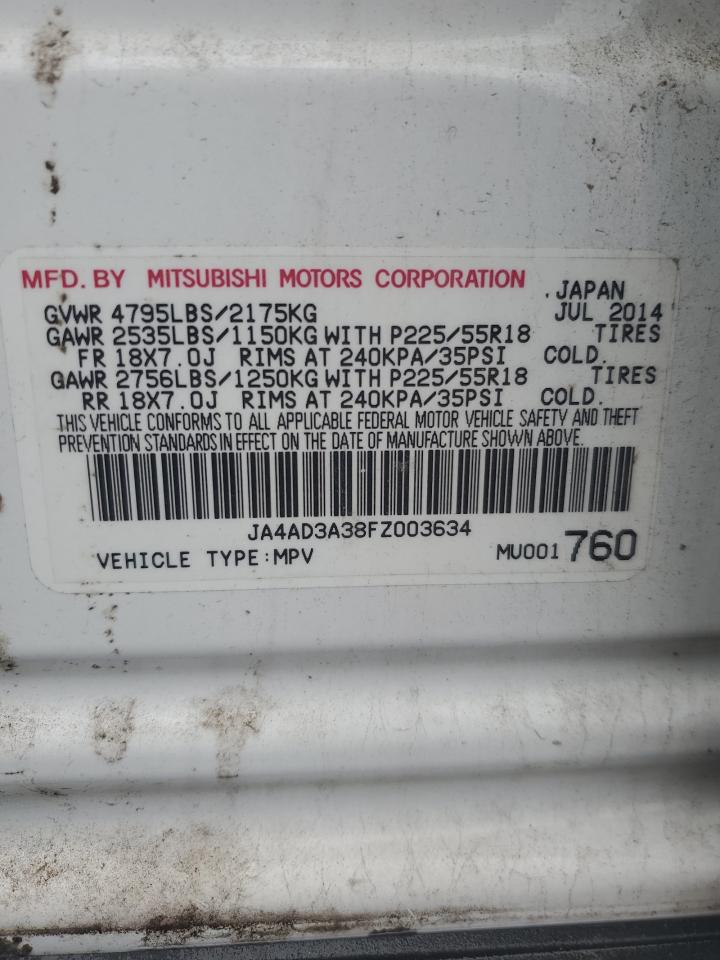 MFD. BY MITSUBISHI MOTORS CORPORATION JAPAN
GVWR 4795LBS/2175KG JUL 2014
GAWR 2535LBS/1150KG WITH P225/55R18 TIRES
FR 18X7.0J RIMS AT 240KPA/35PSI COLD.
GAWR 2756LBS/1250KG WITH P225/55R18 TIRES
RR 18X7.0J RIMS AT 240KPA/35PSI COLD.
THIS VEHICLE CONFORMS TO ALL APPLICABLE FEDERAL MOTOR VEHICLE SAFETY AND THEFT
PREVENTION STANDARDS IN EFFECT ON THE DATE OF MANUFACTURE SHOWN ABOVE.
JA4AD3A38FZ003634
VEHICLE TYPE:MPV MU001 760